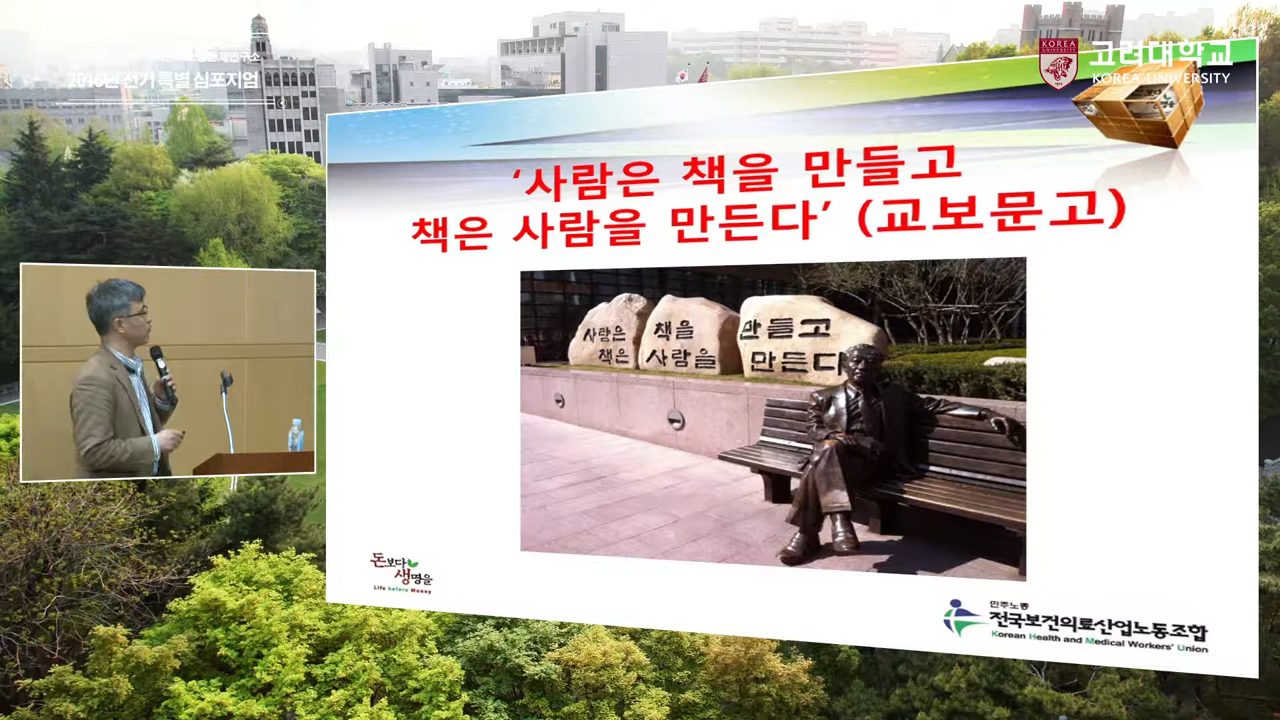 2016년 전기 특별 심포지엄
KOREA
UNIVERSITY
고려대학교
KOREA UNIVERSITY
‘사람은 책을 만들고
책은 사람을 만든다’ (교보문고)
사람은 책을 만들고
책은 사람을 만든다
돈보다
생명을
Life before Money
민주노총
전국보건의료산업노동조합
Korean Health and Medical Workers' Union